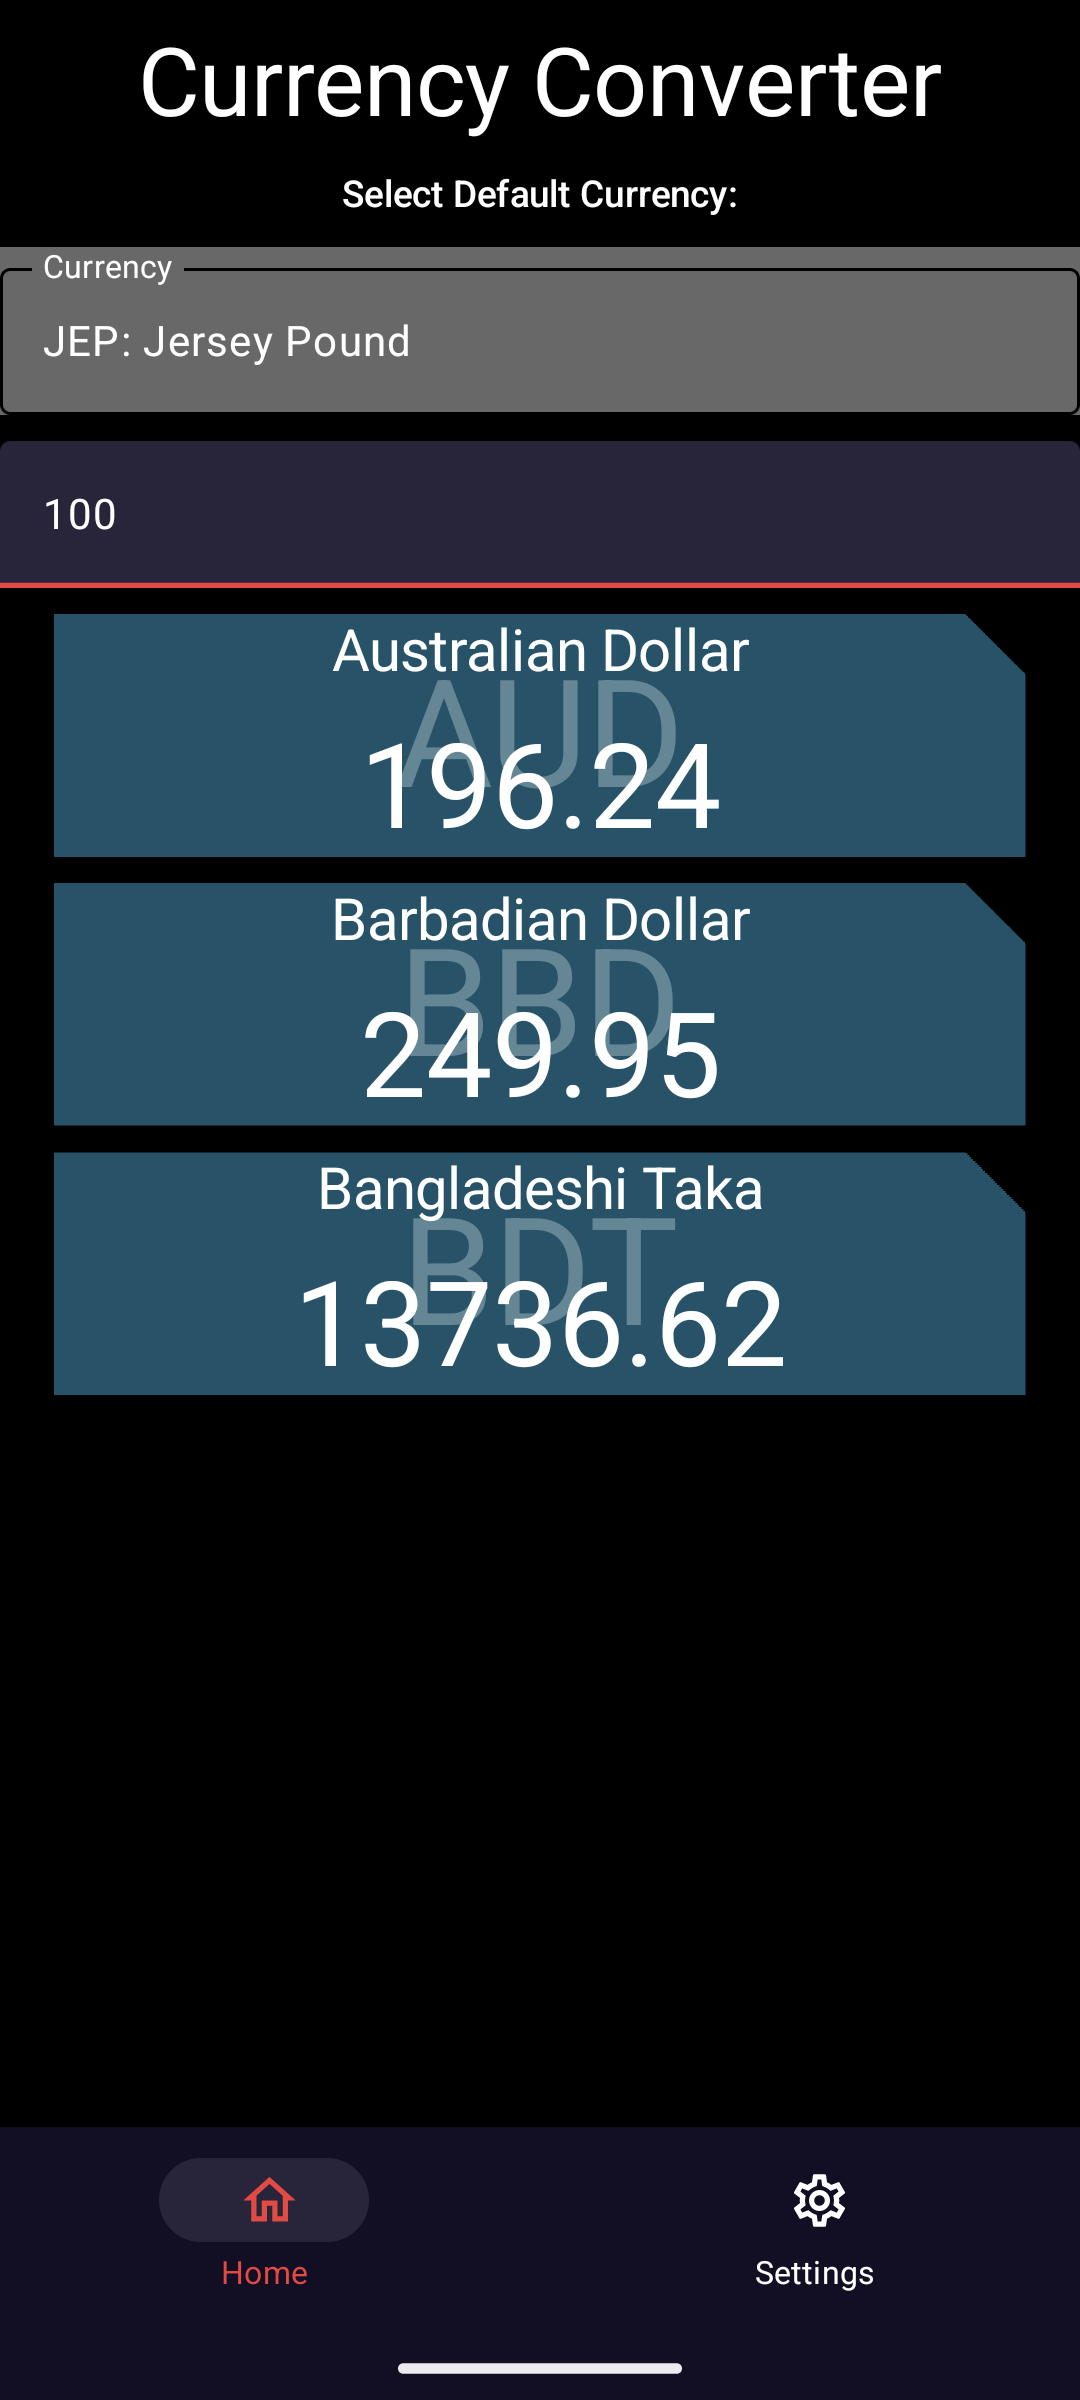 Currency Converter
Select Default Currency:
Currency
JEP: Jersey Pound
100
Australian Dollar
AUD
196.24
Barbadian Dollar
BBD
249.95
Bangladeshi Taka
BDT
13736.62
Home
Settings